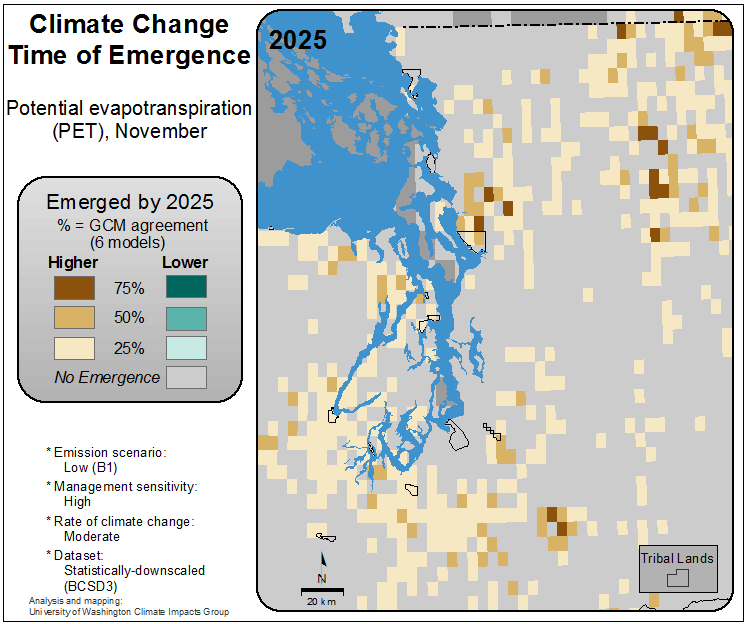 Climate Change
Time of Emergence
Potential evapotranspiration
(PET), November
Emerged by 2025
% = GCM agreement
(6 models)
Higher Lower
75%
50%
25%
No Emergence
* Emission scenario:
Low (B1)
* Management sensitivity:
High
* Rate of climate change:
Moderate
* Dataset:
Statistically-downscaled
(BCSD3)
Analysis and mapping:
University of Washington Climate Impacts Group
2025
N
20 km
Tribal Lands